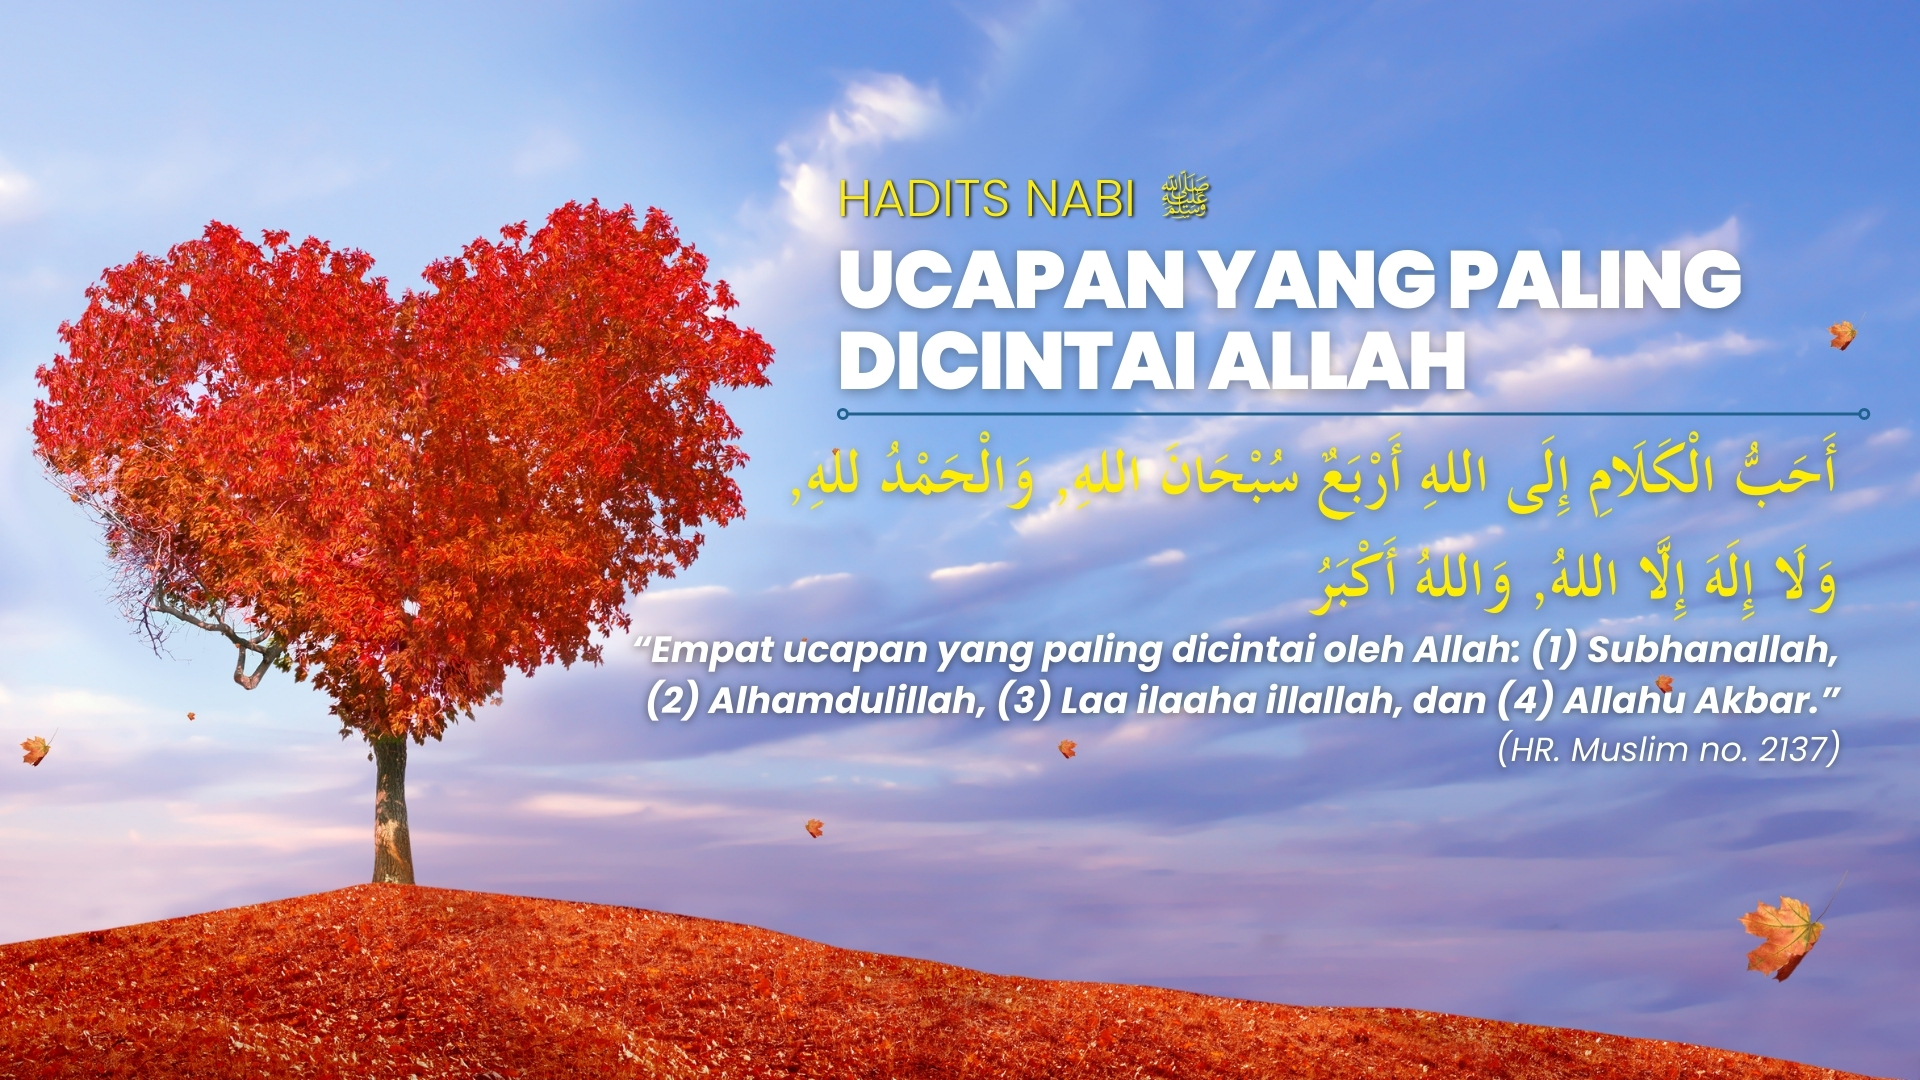 HADITS NABI ﷺ
UCAPAN YANG PALING
DICINTAI ALLAH
أَحَبُّ الْكَلَامِ إِلَى اللهِ أَرْبَعٌ سُبْحَانَ اللهِ, وَالْحَمْدُ للهِ,
وَلَا إِلَهَ إِلَّا اللهُ, وَاللهُ أَكْبَرُ
“Empat ucapan yang paling dicintai oleh Allah: (1) Subhanallah,
(2) Alhamdulillah, (3) Laa ilaaha illallah, dan (4) Allahu Akbar.”
(HR. Muslim no. 2137)